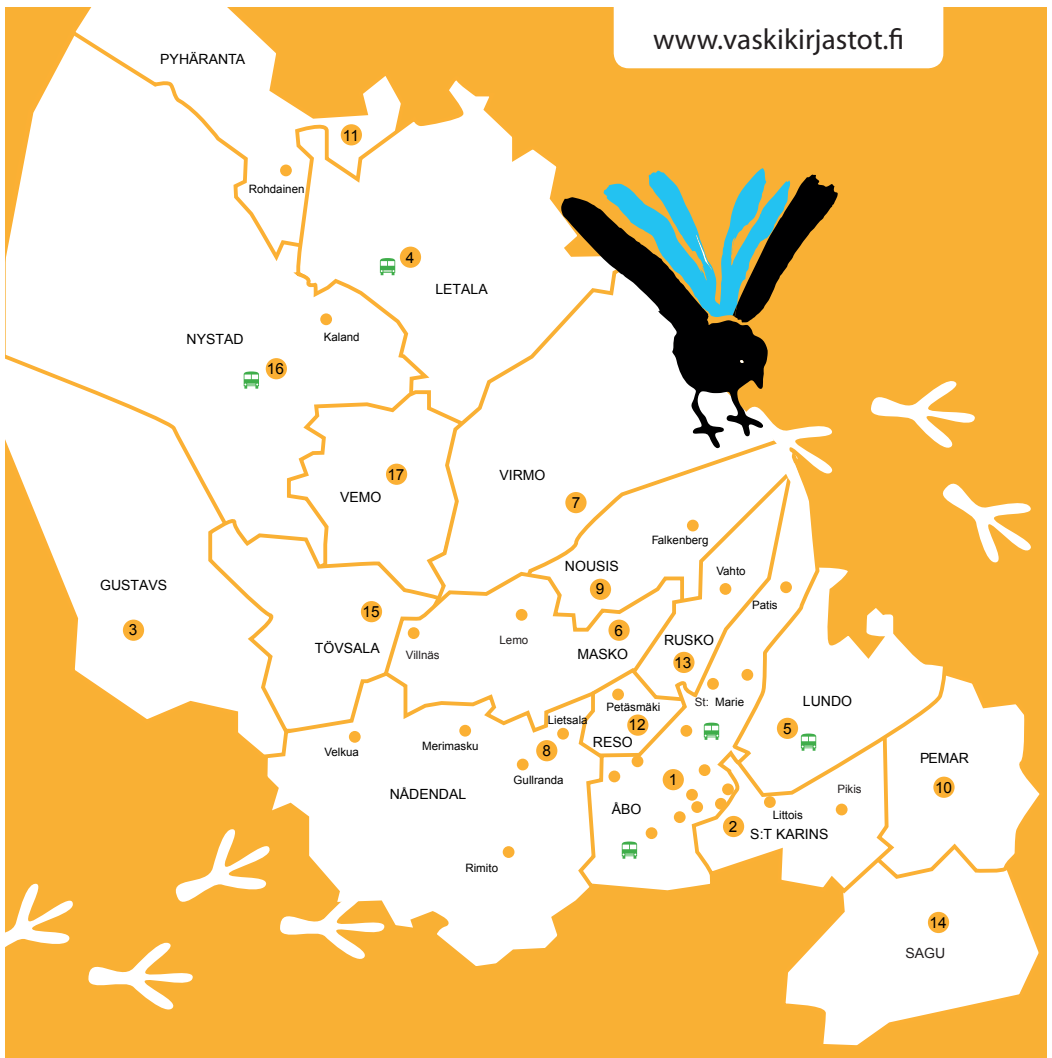 www.vaskikirjastot.fi
PYHÄRANTA
11
Rohdainen
4
LETALA
NYSTAD
Kaland
16
17
VEMO
VIRMO
7
Falkenberg
NOUSIS
9
Vahto
Patis
GUSTAVS
3
15
TÖVSALA
Villnäs
Lemo
6
MASKO
RUSKO
13
Petäsmäki
St: Marie
LUNDO
5
Velkua
Merimasku
Lietsala
8
Gullranda
12
RESO
NÅDENDAL
ÅBO
1
PEMAR
10
Pikis
Littois
2
S:T KARINS
Rimito
14
SAGU